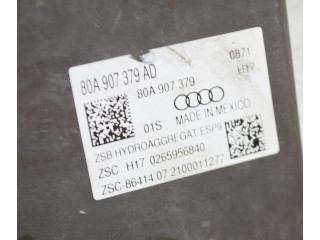 80A 907 379 AD
0871
80A 907 379
H17
01S
MADE IN MEXICO
ZSB HYDROAGGREGAT ESP9
ZSC H17 0265956840
ZSC-86414 07.2100011277